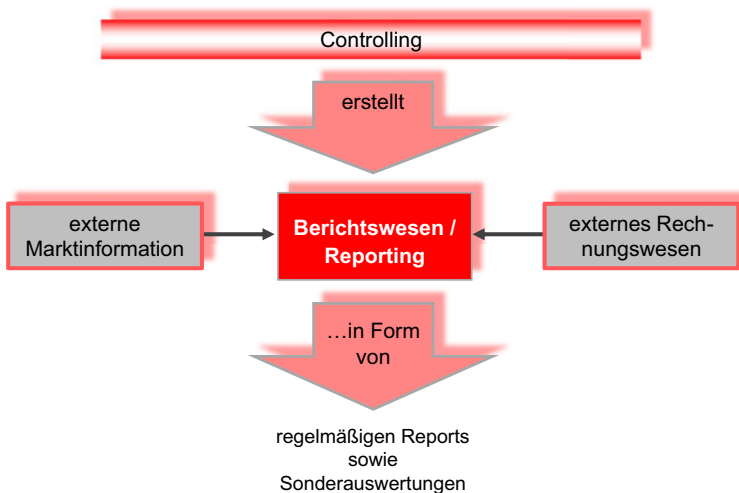 Controlling
erstellt
externe
Marktinformation
Berichtswesen /
Reporting
externes Rech-
nungswesen
…in Form
von
regelmäßigen Reports
sowie
Sonderauswertungen